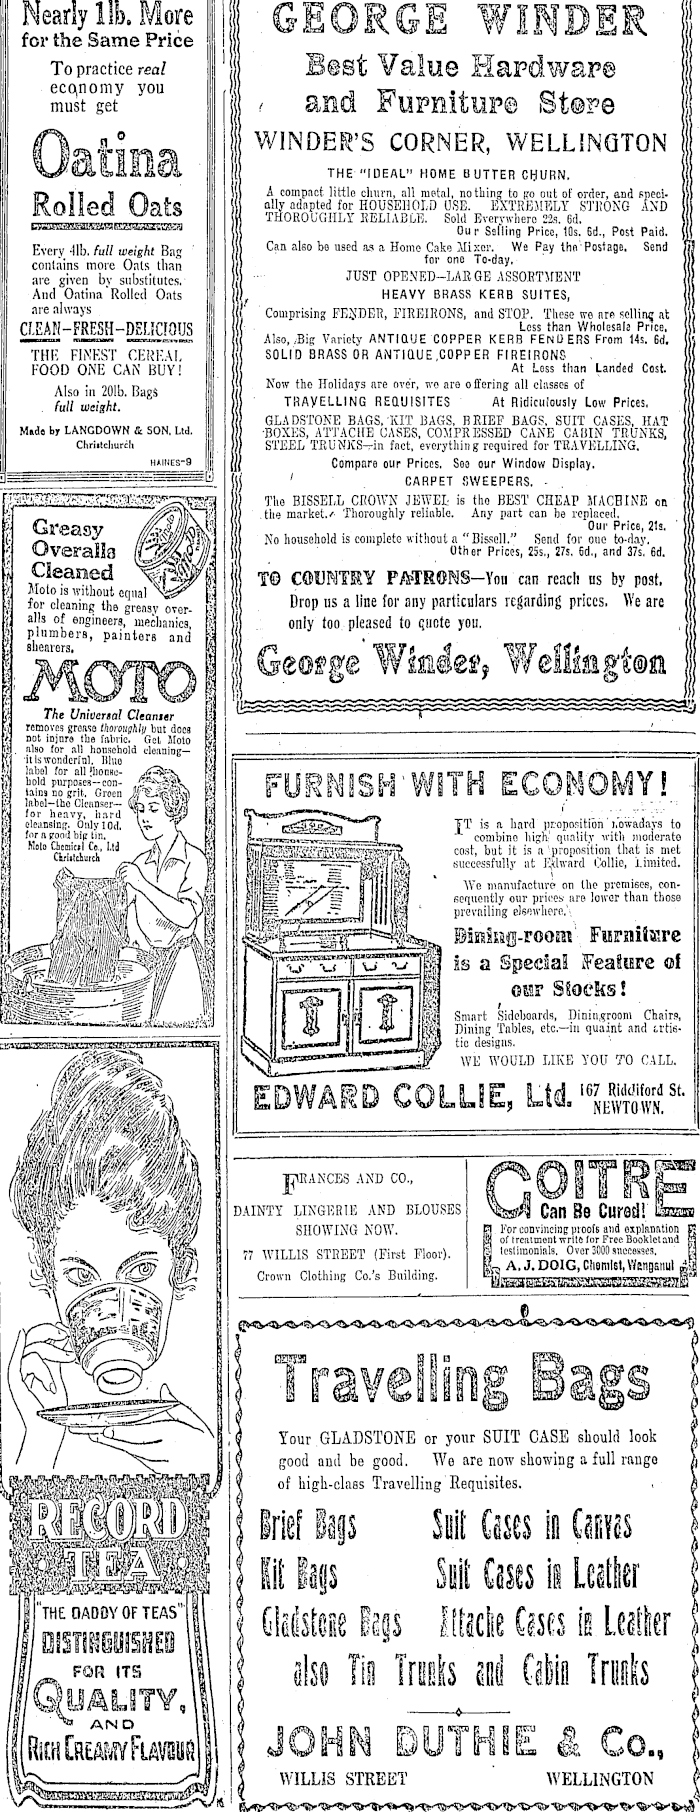 Nearly 1lb. More
for the Same Price
To practice real
economy you
must get
Oatina
Rolled Oats
Every 4lb. full weight Bag
contains more Oats than
are given by substitutes.
And Oatina Rolled Oats
are always
CLEAN—FRESH—DELICIOUS
THE FINEST CEREAL
FOOD ONE CAN BUY!
Also in 20lb. Bags
full weight.
Made by LANGDOWN & SON, Ltd.
Christchurch
HAINES-9
Greasy
Overalls
Cleaned
Moto is without equal
for cleaning the greasy over-
alls of engineers, mechanics,
plumbers, painters and
shearers.
MOTO
The Universal Cleanser
removes grease thoroughly but does
not injure the fabric. Get Moto
also for all household cleaning—
it is wonderful. Blue
label for all house-
hold purposes—con-
tains no grit. Green
label—the Cleanser—
for heavy, hard
cleansing. Only 10d.
for a good big tin.
Moto Chemical Co., Ltd
Christchurch
RECORD
TEA
"THE DADDY OF TEAS"
DISTINGUISHED
FOR ITS
QUALITY,
AND
RICH CREAMY FLAVOUR
GEORGE WINDER
Best Value Hardware
and Furniture Store
WINDER'S CORNER, WELLINGTON
THE "IDEAL" HOME BUTTER CHURN.
A compact little churn, all metal, nothing to go out of order, and speci-
ally adapted for HOUSEHOLD USE. EXTREMELY STRONG AND
THOROUGHLY RELIABLE. Sold Everywhere 22s. 6d.
Our Selling Price, 10s. 6d., Post Paid.
Can also be used as a Home Cake Mixer. We Pay the Postage. Send
for one To-day.
JUST OPENED—LARGE ASSORTMENT
HEAVY BRASS KERB SUITES,
Comprising FENDER, FIREIRONS, and STOP. These we are selling at
Less than Wholesale Price.
Also, Big Variety ANTIQUE COPPER KERB FENDERS From 14s. 6d.
SOLID BRASS OR ANTIQUE COPPER FIREIRONS
At Less than Landed Cost.
Now the Holidays are over, we are offering all classes of
TRAVELLING REQUISITES At Ridiculously Low Prices.
GLADSTONE BAGS, KIT BAGS, BRIEF BAGS, SUIT CASES, HAT
BOXES, ATTACHE CASES, COMPRESSED CANE CABIN TRUNKS,
STEEL TRUNKS—in fact, everything required for TRAVELLING.
Compare our Prices. See our Window Display.
CARPET SWEEPERS.
The BISSELL CROWN JEWEL is the BEST CHEAP MACHINE on
the market. Thoroughly reliable. Any part can be replaced.
Our Price, 21s.
No household is complete without a "Bissell." Send for one to-day.
Other Prices, 25s., 27s. 6d., and 37s. 6d.
TO COUNTRY PATRONS—You can reach us by post.
Drop us a line for any particulars regarding prices. We are
only too pleased to quote you.
George Winder, Wellington
FURNISH WITH ECONOMY!
IT is a hard proposition nowadays to
combine high quality with moderate
cost, but it is a proposition that is met
successfully at Edward Collie, Limited.
We manufacture on the premises, con-
sequently our prices are lower than those
prevailing elsewhere.
Dining-room Furniture
is a Special Feature of
our Stocks!
Smart Sideboards, Diningroom Chairs,
Dining Tables, etc.—in quaint and artis-
tic designs.
WE WOULD LIKE YOU TO CALL.
EDWARD COLLIE, Ltd. 167 Riddiford St.
NEWTOWN.
FRANCES AND CO.,
DAINTY LINGERIE AND BLOUSES
SHOWING NOW.
77 WILLIS STREET (First Floor).
Crown Clothing Co.'s Building.
GOITRE
Can Be Cured!
For convincing proofs and explanation
of treatment write for Free Booklet and
testimonials. Over 3000 successes.
A. J. DOIG, Chemist, Wanganui
Travelling Bags
Your GLADSTONE or your SUIT CASE should look
good and be good. We are now showing a full range
of high-class Travelling Requisites.
Brief Bags Suit Cases in Canvas
Kit Bags Suit Cases in Leather
Gladstone Bags Attache Cases in Leather
also Tin Trunks and Cabin Trunks
JOHN DUTHIE & Co.,
WILLIS STREET WELLINGTON